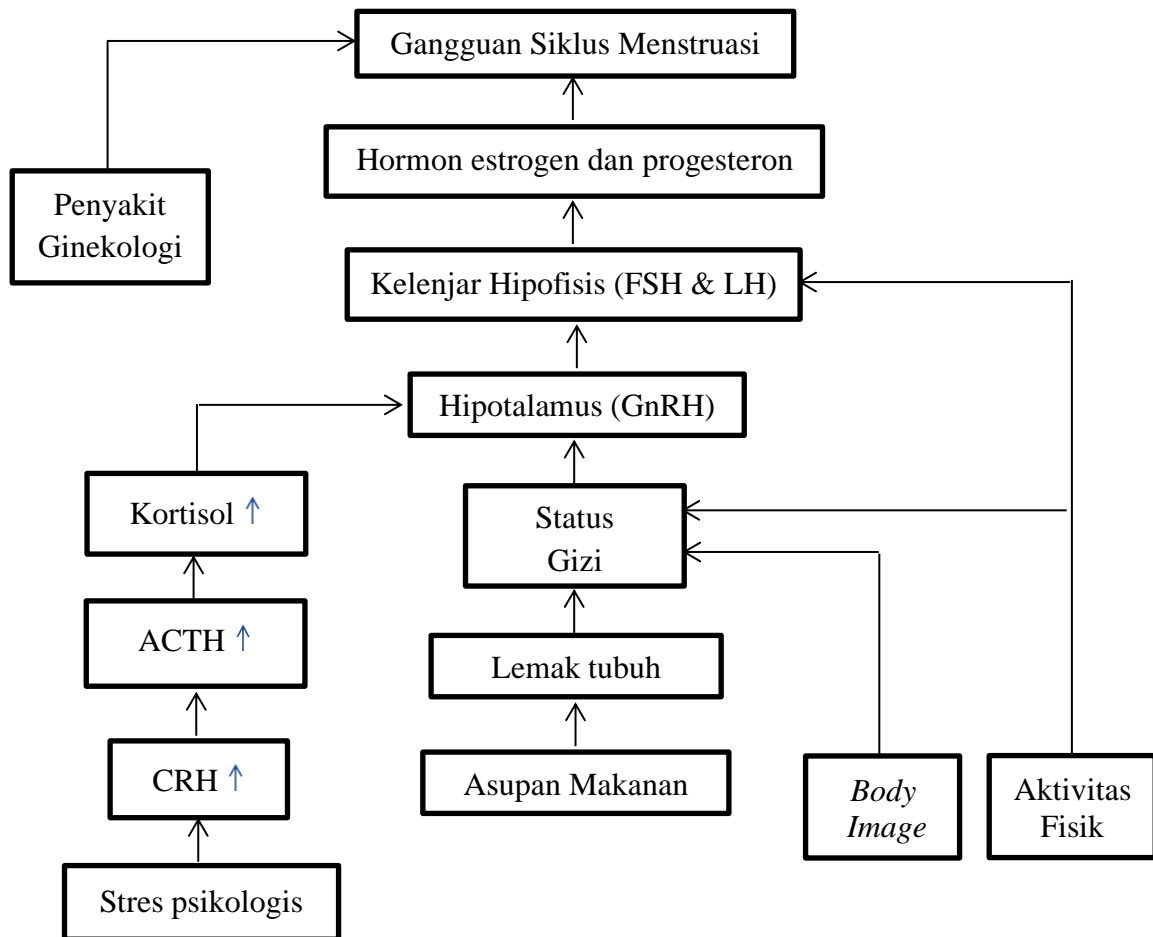 Gangguan Siklus Menstruasi
Hormon estrogen dan progesteron
Penyakit
Ginekologi
Kelenjar Hipofisis (FSH & LH)
Hipotalamus (GnRH)
Kortisol ↑
Status
Gizi
ACTH ↑
Lemak tubuh
CRH ↑
Asupan Makanan
Body
Image
Aktivitas
Fisik
Stres psikologis